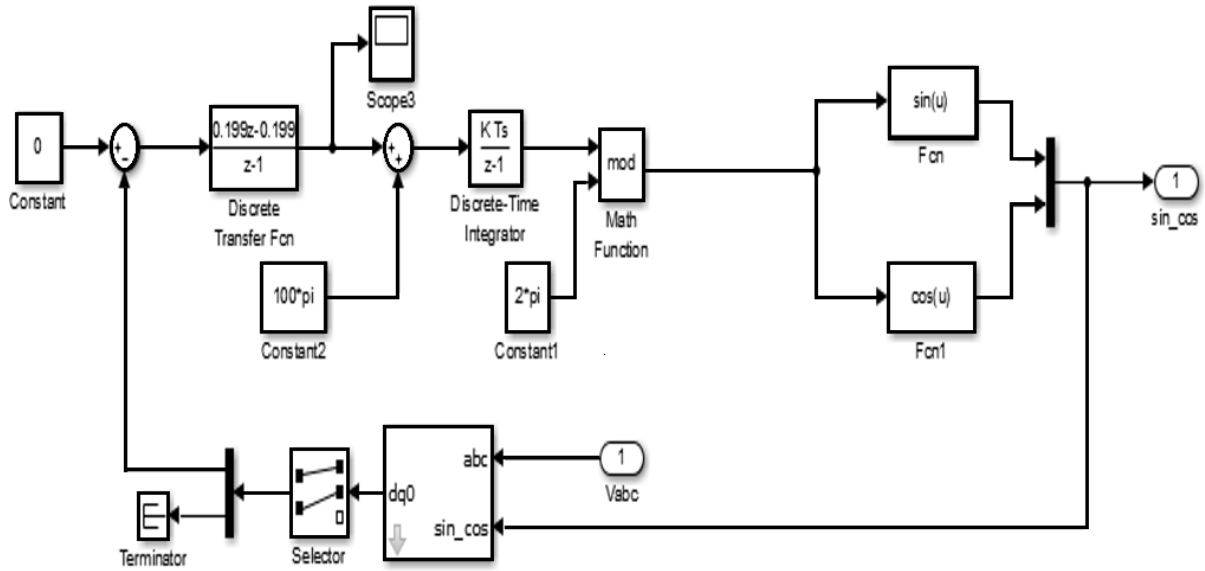 Scope3
0
Constant
+
−
0.199z-0.199
z-1
Discrete
Transfer Fcn
+
+
K Ts
z-1
Discrete-Time
Integrator
mod
Math
Function
sin(u)
Fcn
1
sin_cos
100*pi
Constant2
2*pi
Constant1
cos(u)
Fcn1
Terminator
Selector
dq0
abc
sin_cos
1
Vabc